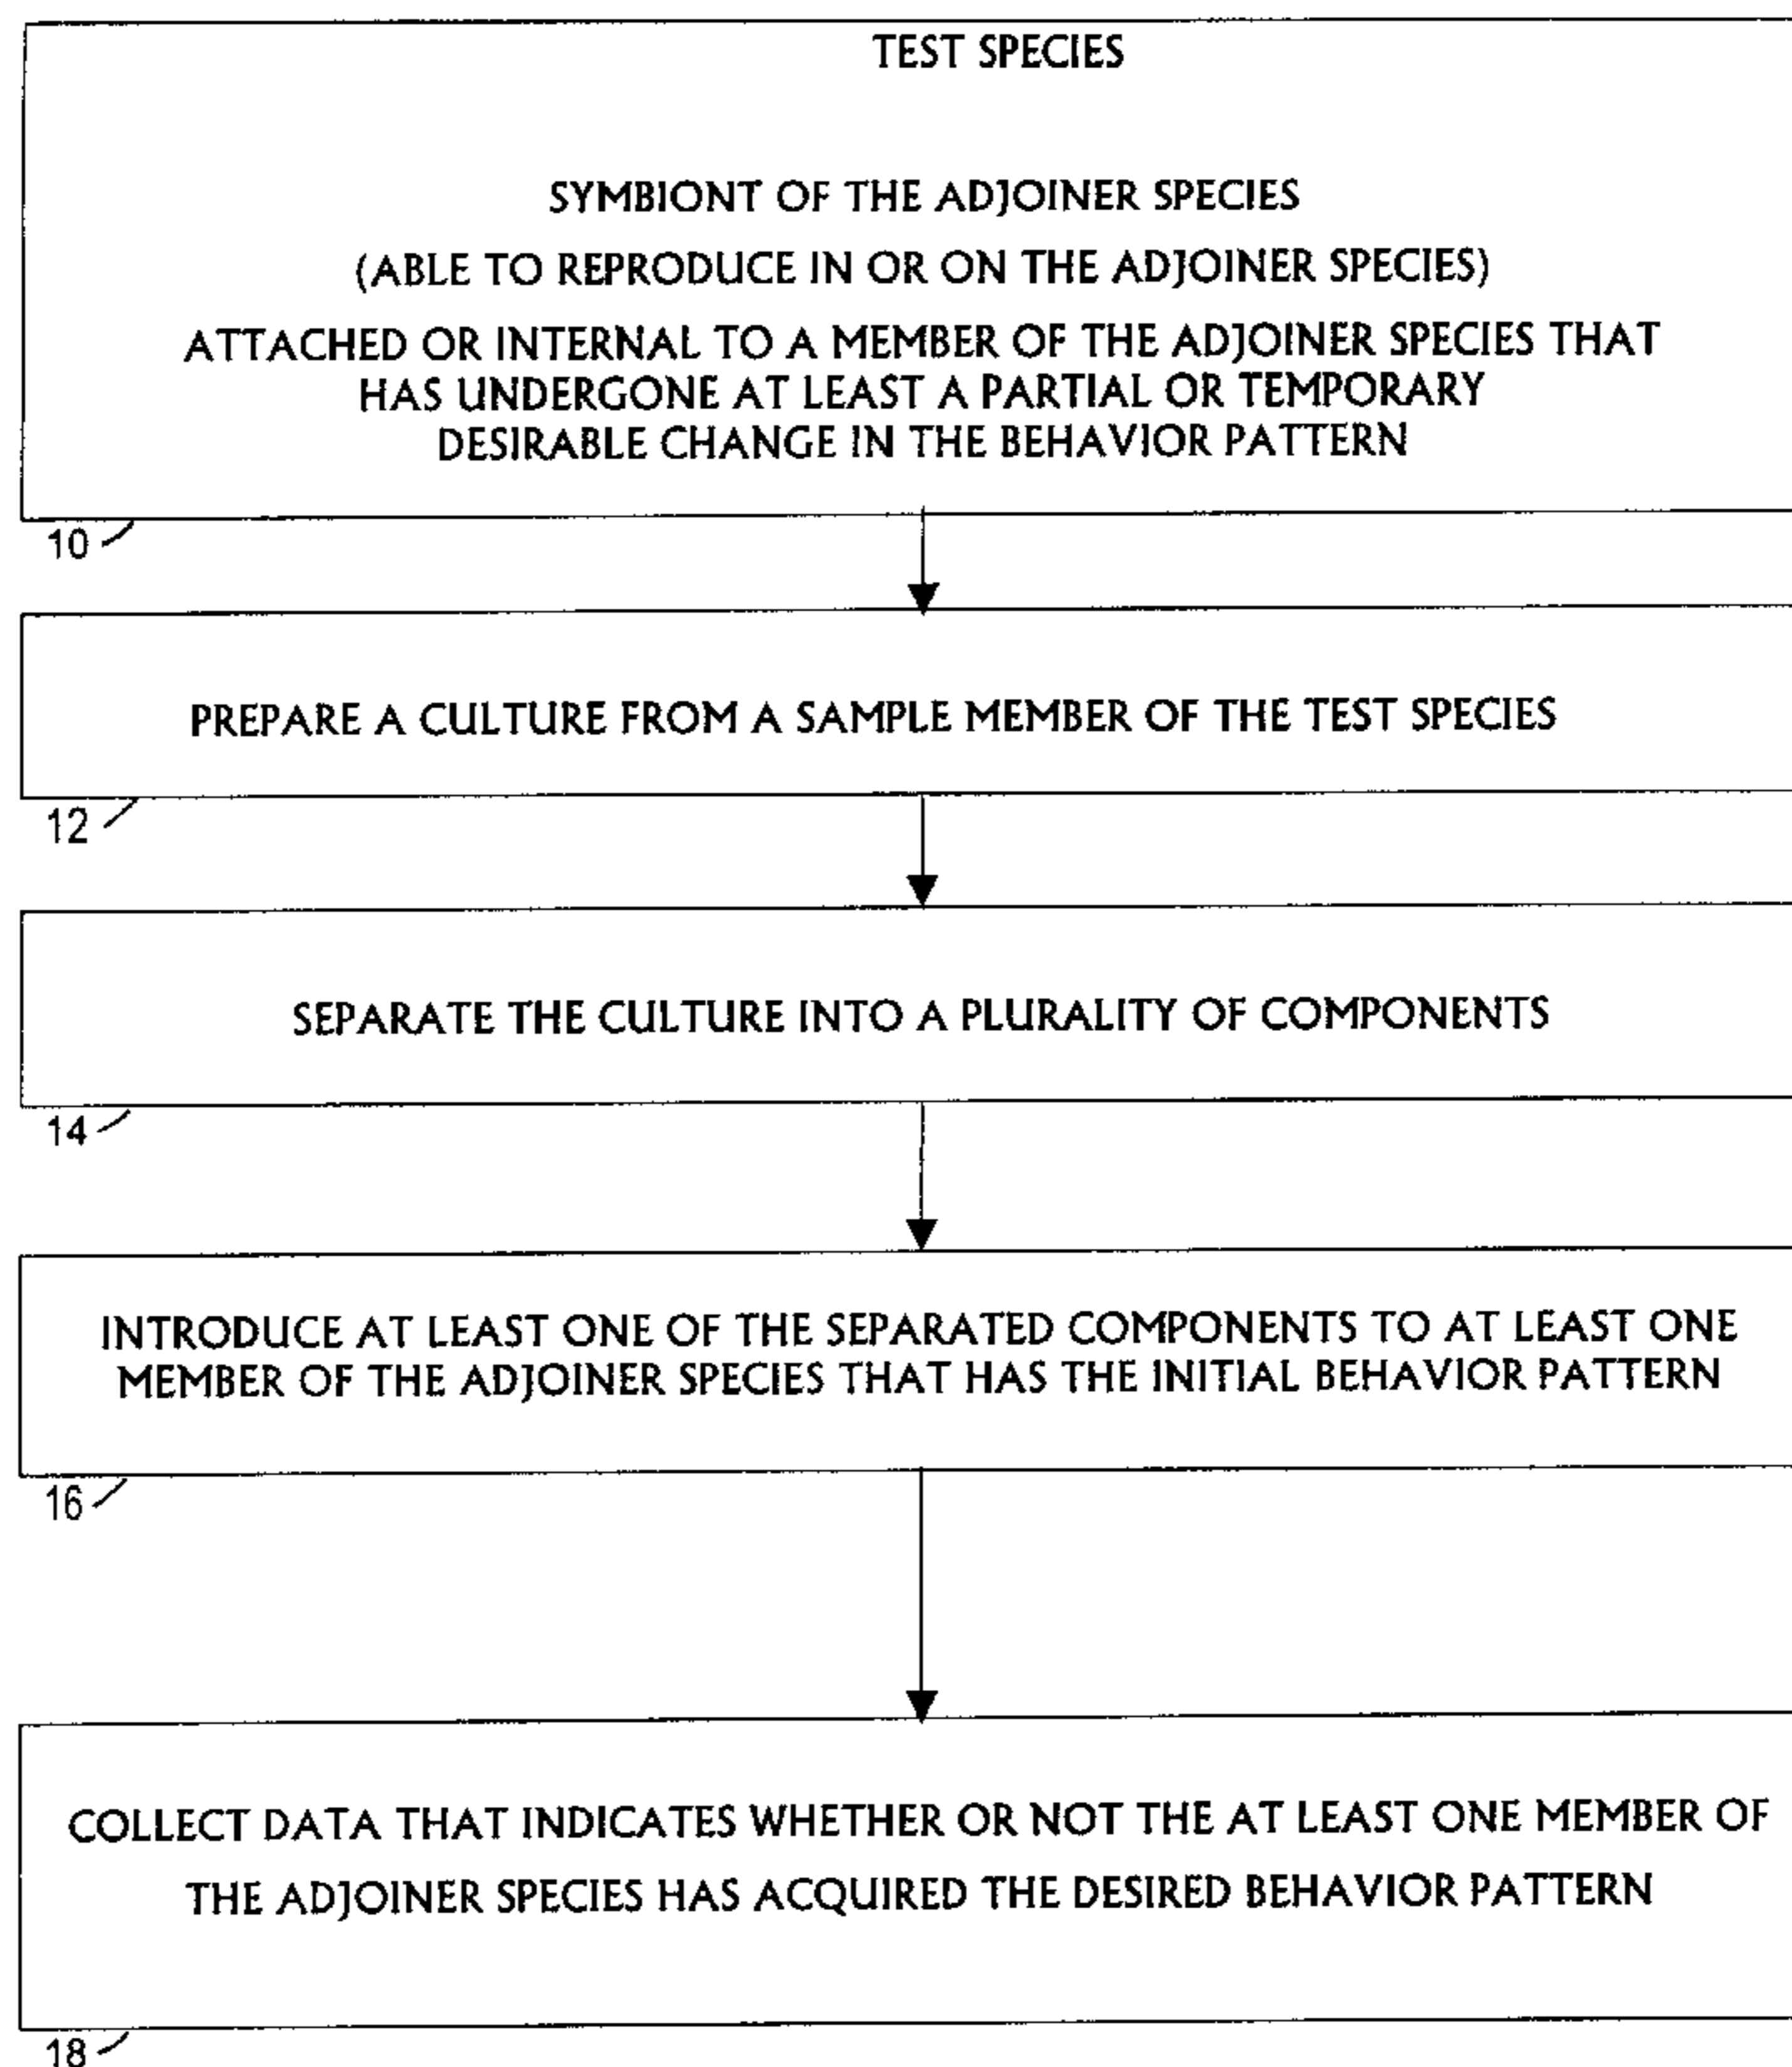 TEST SPECIES
SYMBIONT OF THE ADJOINER SPECIES
(ABLE TO REPRODUCE IN OR ON THE ADJOINER SPECIES)
ATTACHED OR INTERNAL TO A MEMBER OF THE ADJOINER SPECIES THAT
HAS UNDERGONE AT LEAST A PARTIAL OR TEMPORARY
DESIRABLE CHANGE IN THE BEHAVIOR PATTERN
10
PREPARE A CULTURE FROM A SAMPLE MEMBER OF THE TEST SPECIES
12
SEPARATE THE CULTURE INTO A PLURALITY OF COMPONENTS
14
INTRODUCE AT LEAST ONE OF THE SEPARATED COMPONENTS TO AT LEAST ONE
MEMBER OF THE ADJOINER SPECIES THAT HAS THE INITIAL BEHAVIOR PATTERN
16
COLLECT DATA THAT INDICATES WHETHER OR NOT THE AT LEAST ONE MEMBER OF
THE ADJOINER SPECIES HAS ACQUIRED THE DESIRED BEHAVIOR PATTERN
18